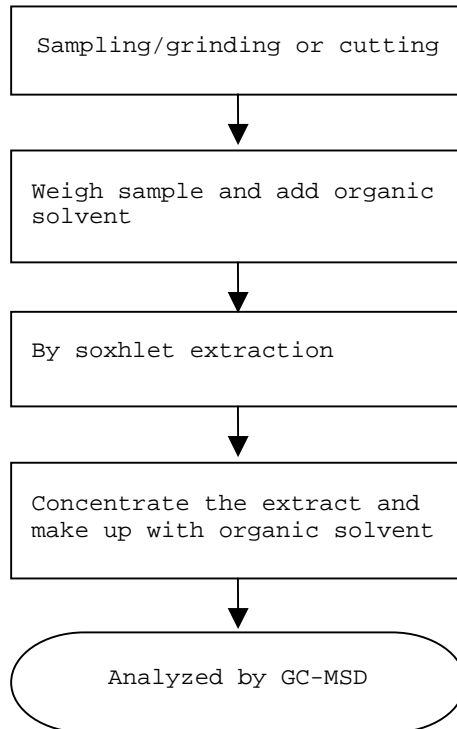 Sampling/grinding or cutting
Weigh sample and add organic
solvent
By soxhlet extraction
Concentrate the extract and
make up with organic solvent
Analyzed by GC-MSD